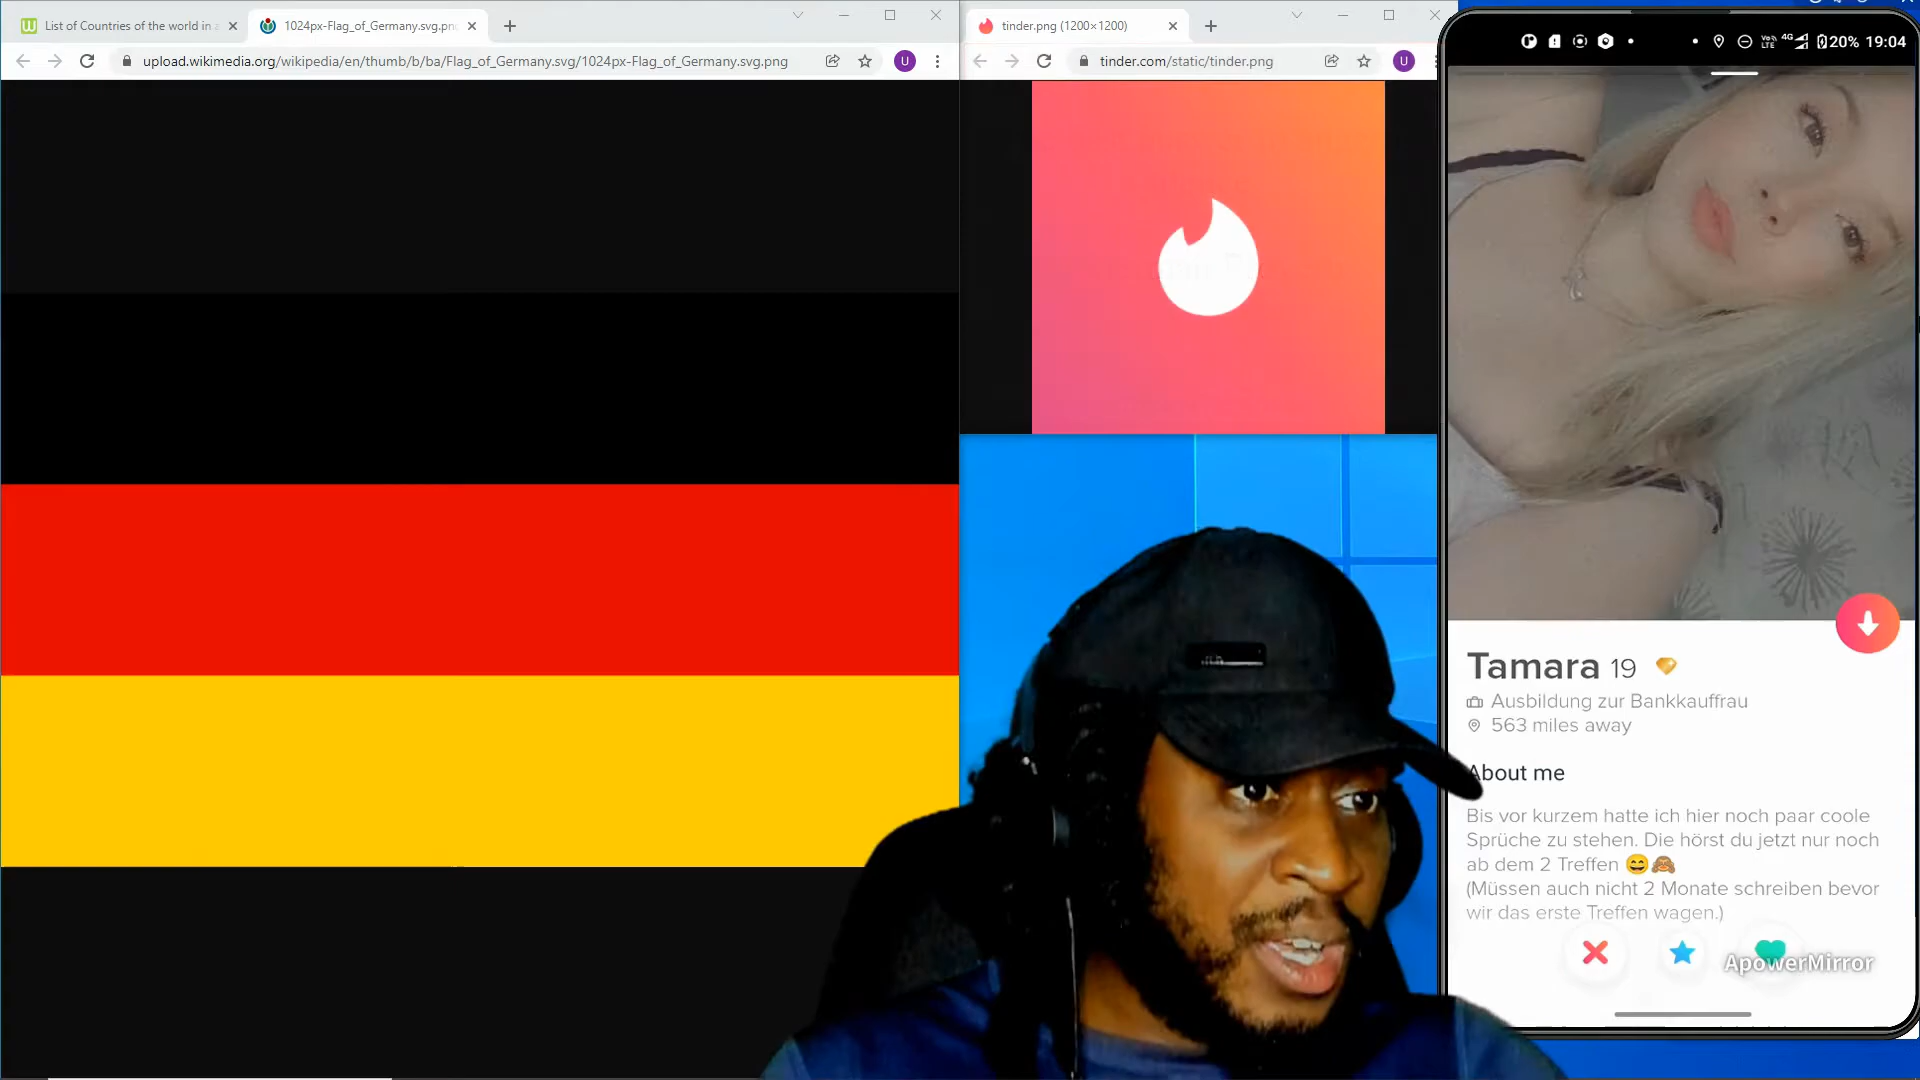 List of Countries of the world in a
1024px-Flag_of_Germany.svg.pn
upload.wikimedia.org/wikipedia/en/thumb/b/ba/Flag_of_Germany.svg/1024px-Flag_of_Germany.svg.png
U
tinder.png (1200×1200)
tinder.com/static/tinder.png
U
4G
LTE
20% 19:04
Tamara 19
Ausbildung zur Bankkauffrau
563 miles away
About me
Bis vor kurzem hatte ich hier noch paar coole
Sprüche zu stehen. Die hörst du jetzt nur noch
ab dem 2 Treffen 😄🙈
(Müssen auch nicht 2 Monate schreiben bevor
wir das erste Treffen wagen.)
ApowerMirror